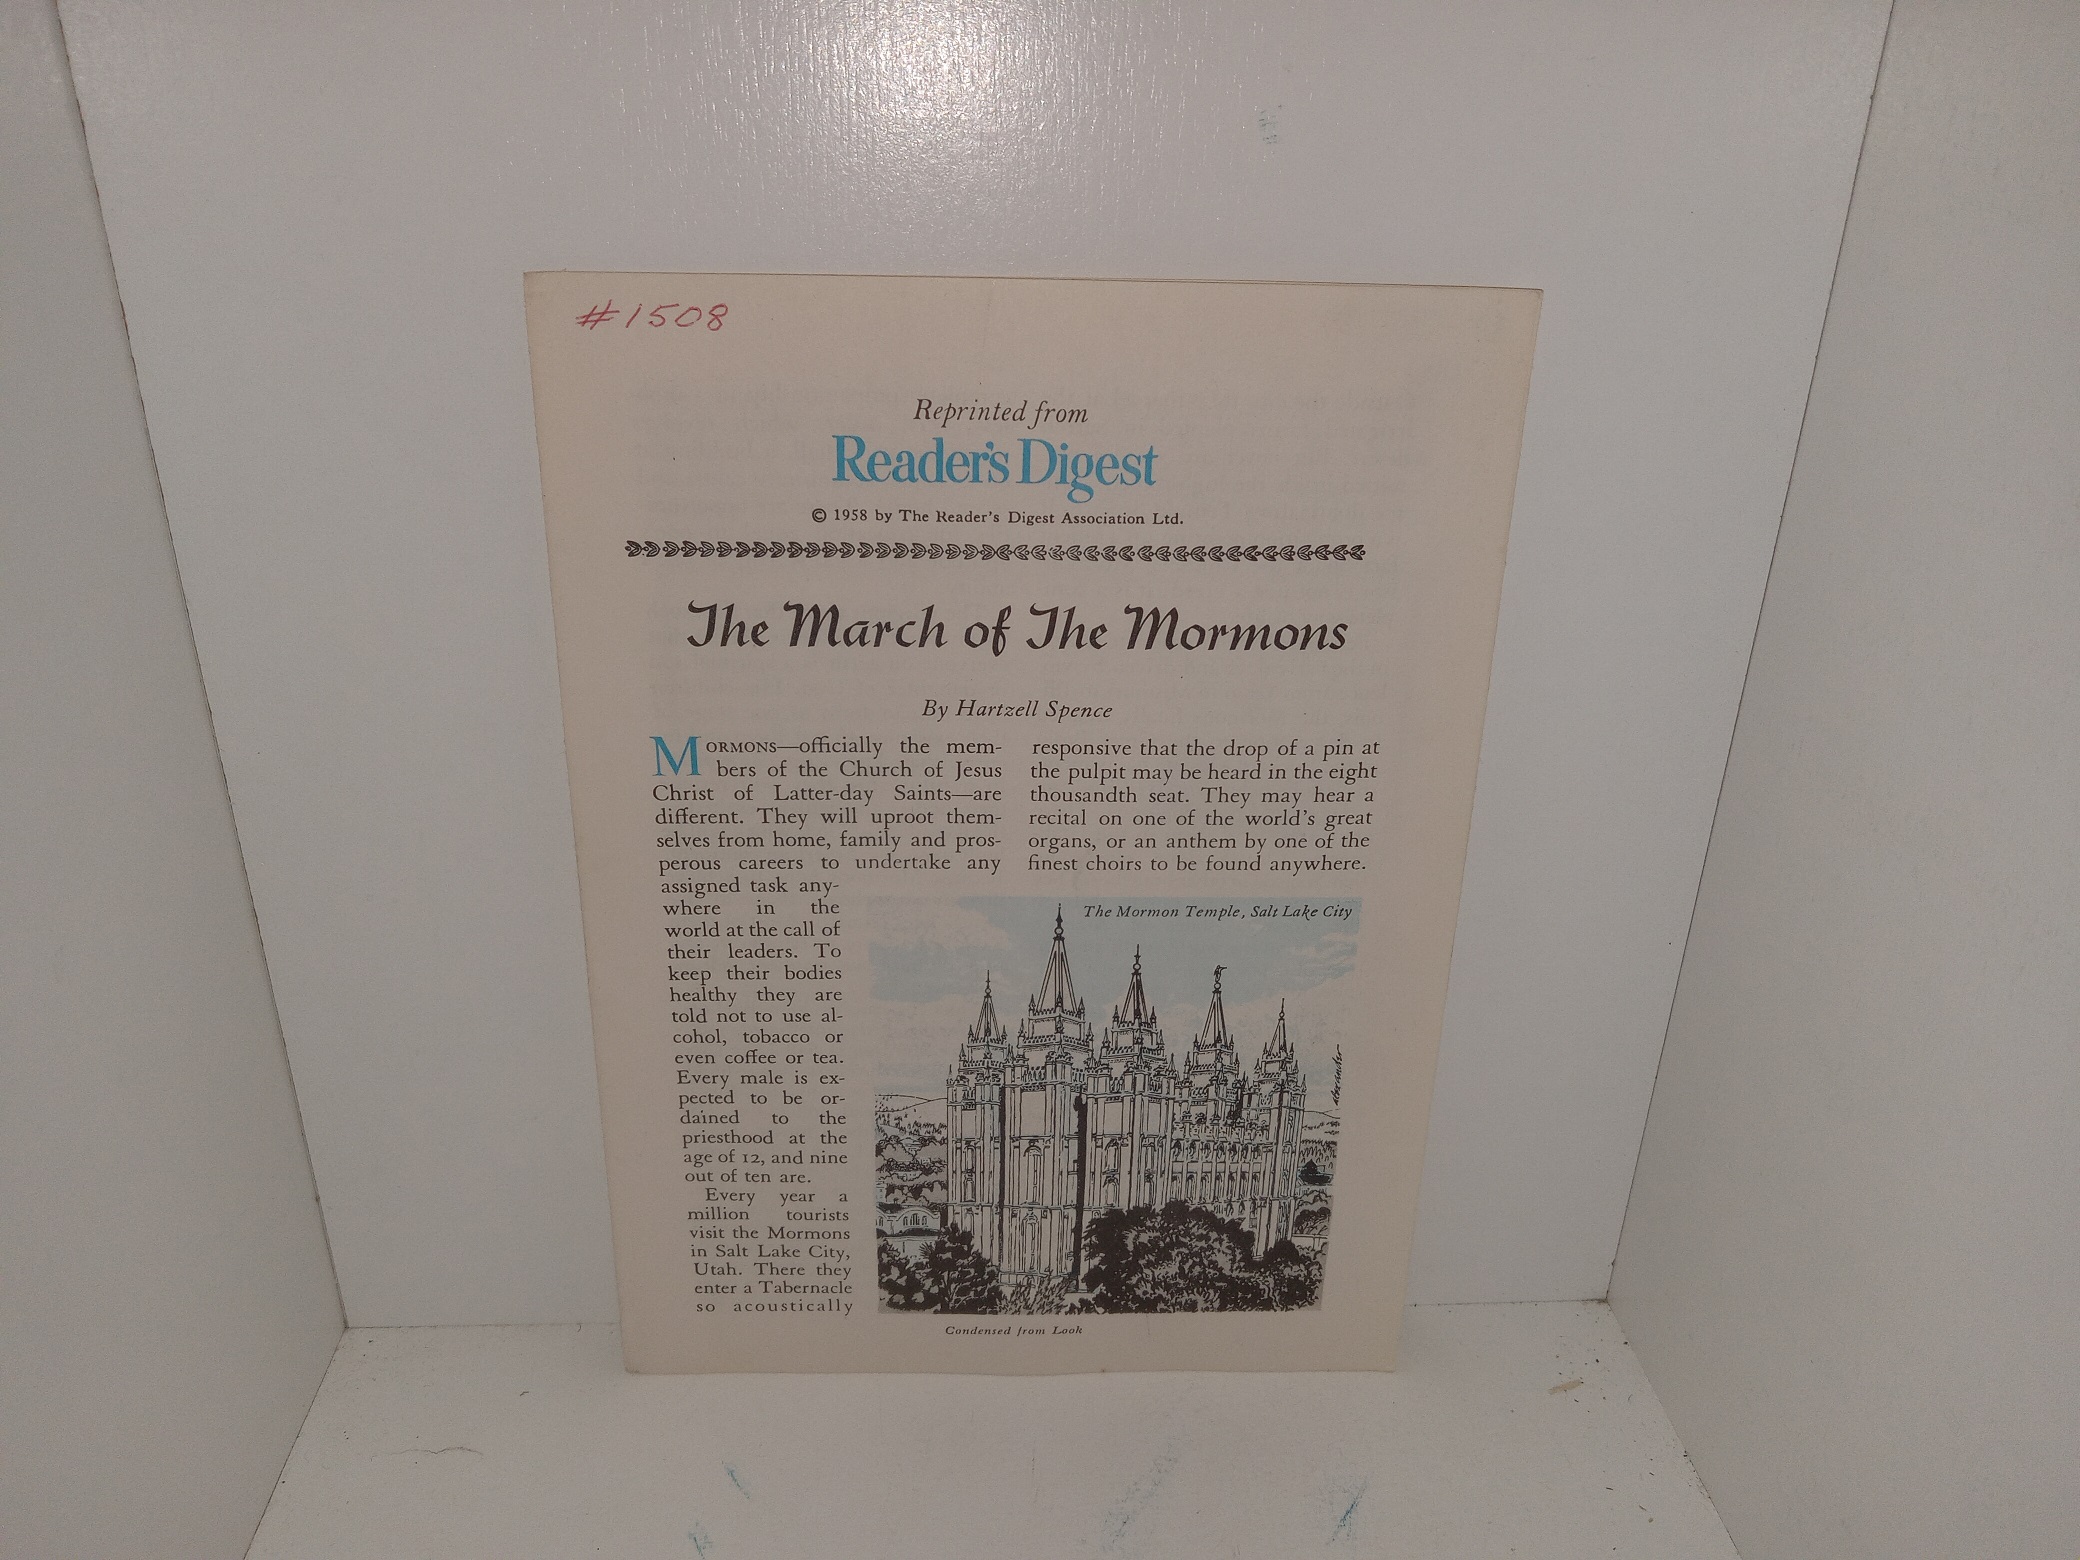 #1508
Reprinted from
Reader's Digest
© 1958 by The Reader's Digest Association Ltd.
The March of The Mormons
By Hartzell Spence
MORMONS—officially the mem-
bers of the Church of Jesus
Christ of Latter-day Saints—are
different. They will uproot them-
selves from home, family and pros-
perous careers to undertake any
assigned task any-
where in the
world at the call of
their leaders. To
keep their bodies
healthy they are
told not to use al-
cohol, tobacco or
even coffee or tea.
Every male is ex-
pected to be or-
dained to the
priesthood at the
age of 12, and nine
out of ten are.
Every year a
million tourists
visit the Mormons
in Salt Lake City,
Utah. There they
enter a Tabernacle
so acoustically
responsive that the drop of a pin at
the pulpit may be heard in the eight
thousandth seat. They may hear a
recital on one of the world's great
organs, or an anthem by one of the
finest choirs to be found anywhere.
The Mormon Temple, Salt Lake City
Condensed from Look